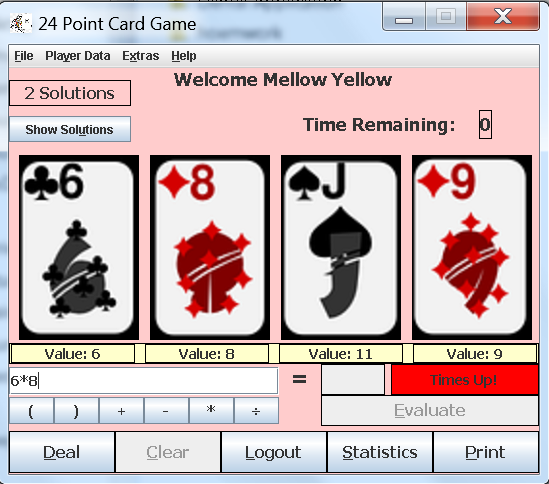 24 Point Card Game
File Player Data Extras Help
Welcome Mellow Yellow
2 Solutions
Show Solutions
Time Remaining: 0
6 8 J 9
Value: 6 Value: 8 Value: 11 Value: 9
6*8 = Times Up!
( ) + - * ÷ Evaluate
Deal Clear Logout Statistics Print